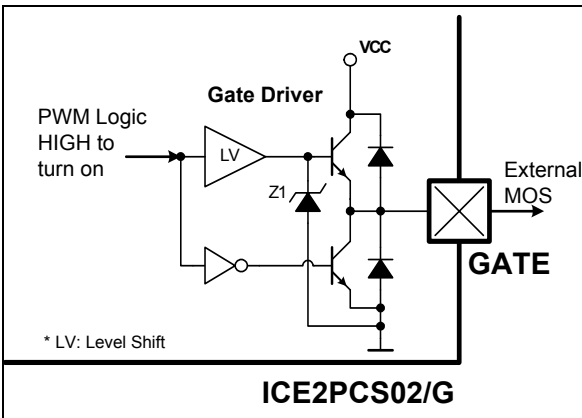 VCC
Gate Driver
PWM Logic
HIGH to
turn on
LV
Z1
External
MOS
GATE
* LV: Level Shift
ICE2PCS02/G